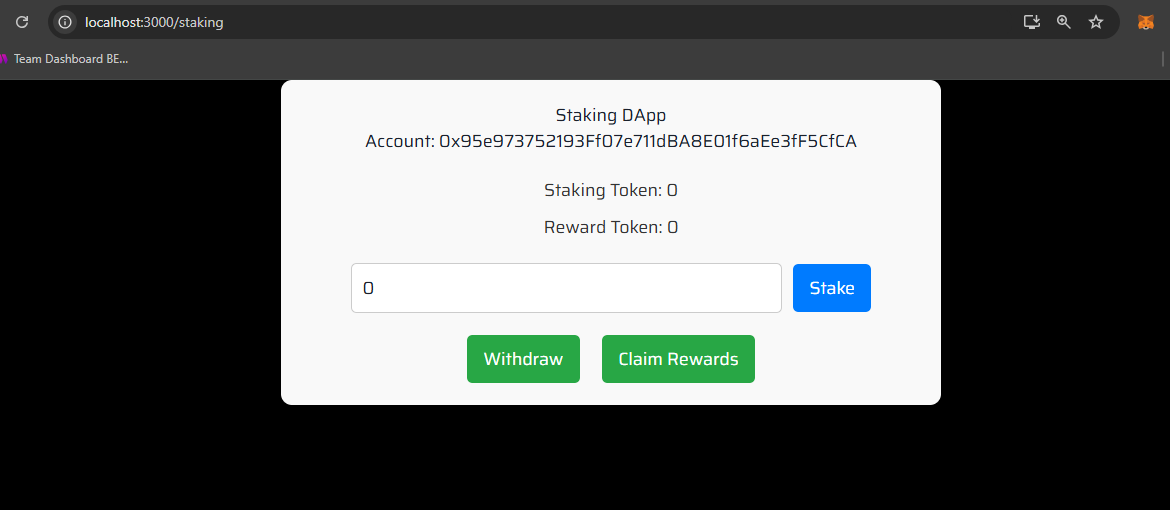 localhost:3000/staking
Team Dashboard BE...
Staking DApp
Account: 0x95e973752193Ff07e711dBA8E01f6aEe3fF5CfCA
Staking Token: 0
Reward Token: 0
0 Stake
Withdraw Claim Rewards